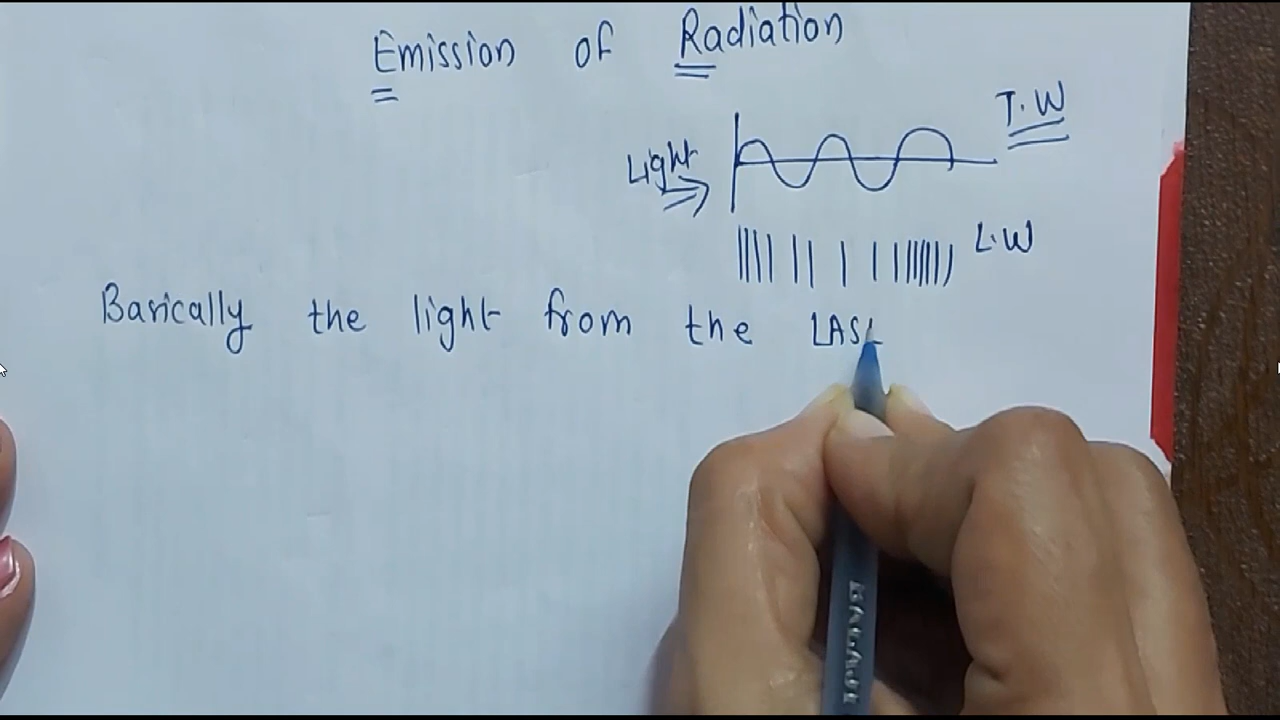 Emission of Radiation
T.W
Light
L.W
Basically the light from the LAS